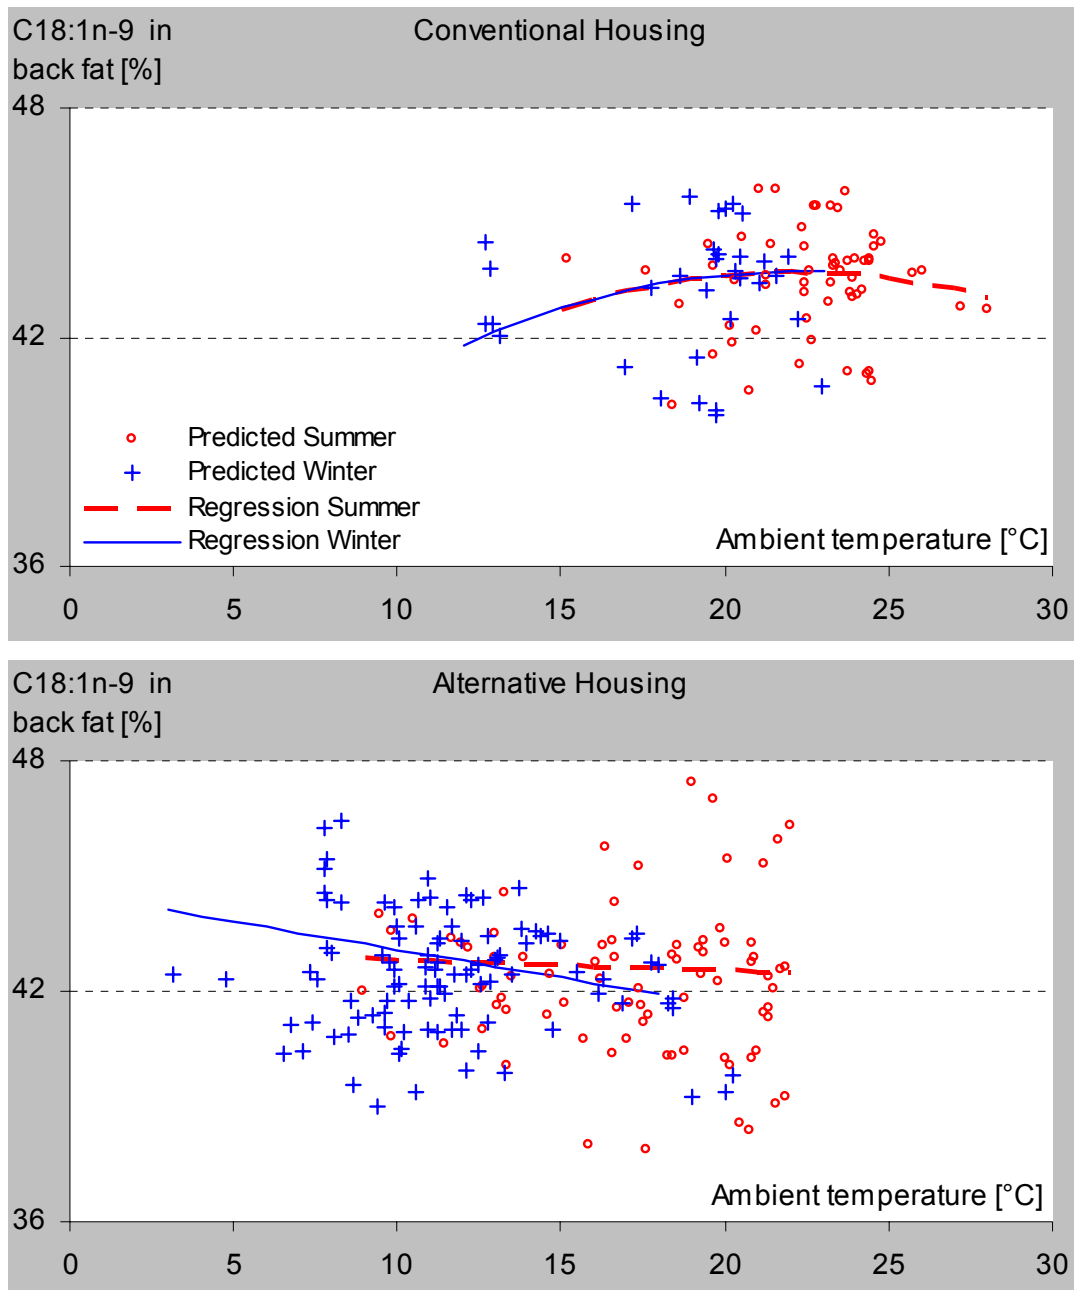 C18:1n-9 in
back fat [%]
Conventional Housing
48
42
Predicted Summer
Predicted Winter
Regression Summer
Regression Winter
Ambient temperature [°C]
36
0 5 10 15 20 25 30
C18:1n-9 in
back fat [%]
Alternative Housing
48
42
Ambient temperature [°C]
36
0 5 10 15 20 25 30